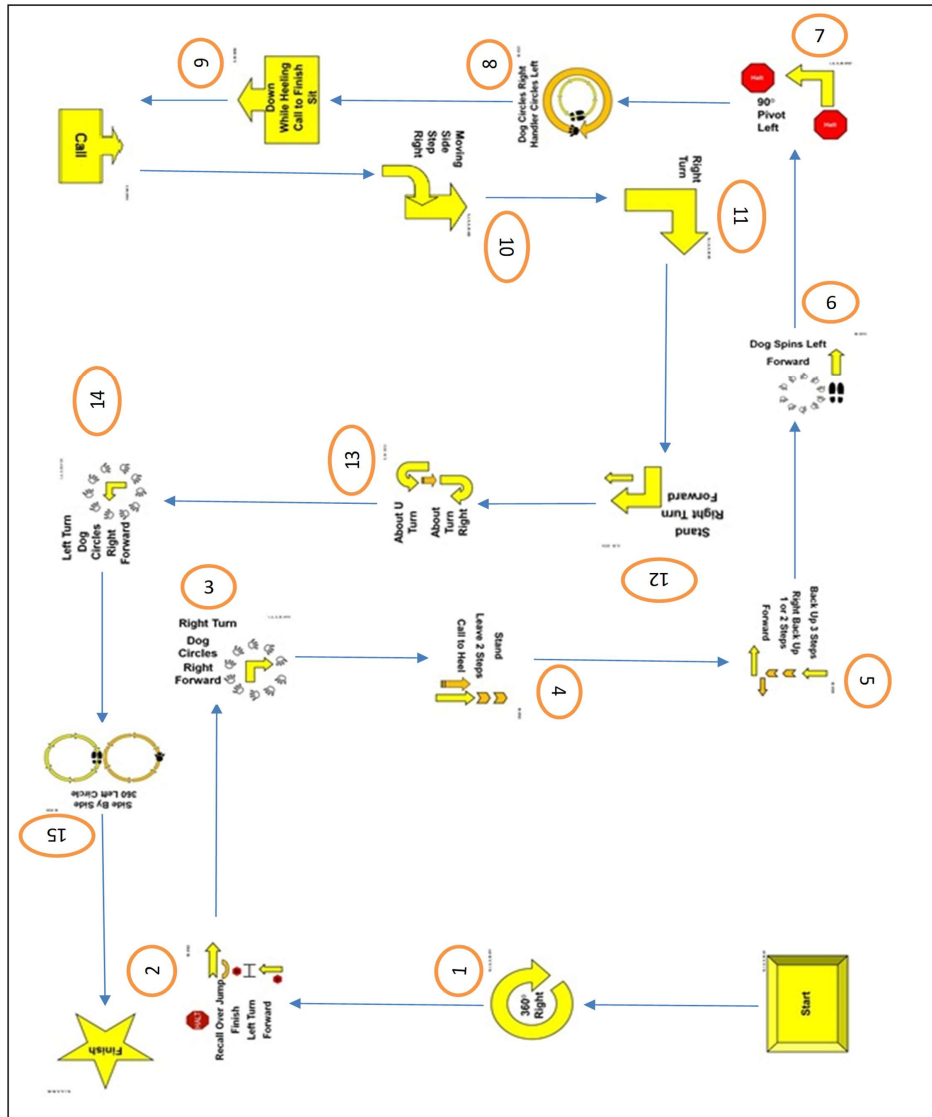 Start
1
360°
Right
2
HALT
Recall Over Jump
Finish
Left Turn
Forward
3
Right Turn
Dog
Circles
Right
Forward
4
Stand
Leave 2 Steps
Call to Heel
5
Back Up 3 Steps
Right Back Up
1 or 2 Steps
Forward
6
Dog Spins Left
Forward
7
Halt
Halt
90°
Pivot
Left
8
Dog Circles Right
Handler Circles Left
9
Down
While Heeling
Call to Finish
Sit
Call
10
Moving
Side
Step
Right
11
Right
Turn
12
Stand
Right Turn
Forward
13
About U
Turn
About
Turn
Right
14
Left Turn
Dog
Circles
Right
Forward
15
Side By Side
360 Left Circle
Finish